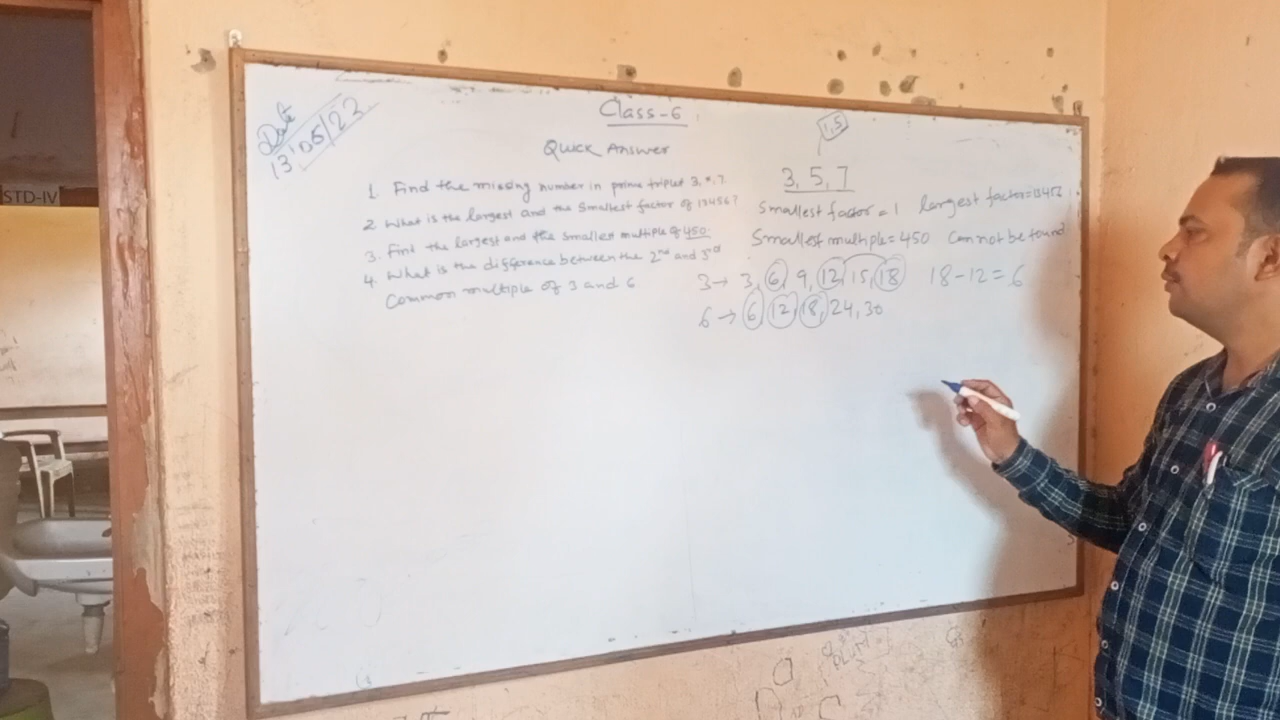 Date
13/06/23
Class-6
Quick Answer
1. Find the missing number in prime triplet 3, *, 7.
2. What is the largest and the smallest factor of 13456?
3. Find the largest and the smallest multiple of 450.
4. What is the difference between the 2nd and 3rd
Common multiple of 3 and 6
1,5
3, 5, 7
Smallest factor = 1 largest factor = 13456
Smallest multiple = 450 Cannot be found
3 → 3, 6, 9, 12, 15, 18 18-12 = 6
6 → 6, 12, 18, 24, 30
STD-IV